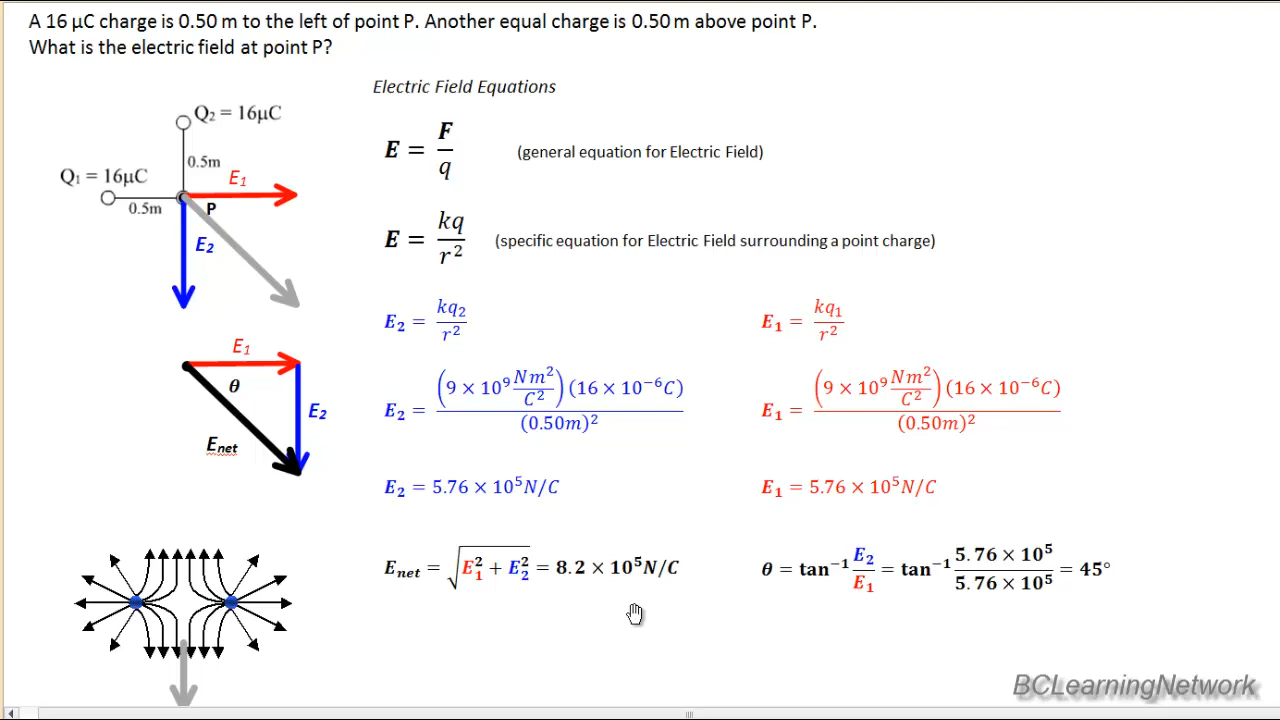 A 16 µC charge is 0.50 m to the left of point P. Another equal charge is 0.50 m above point P.
What is the electric field at point P?
Electric Field Equations
Q₂ = 16µC
0.5m
Q₁ = 16µC
E₁
0.5m
P
E₂
E = F/q (general equation for Electric Field)
E = kq/r² (specific equation for Electric Field surrounding a point charge)
E₂ = kq₂/r²
E₁ = kq₁/r²
E₁
θ
E₂
E_net
E₂ = (9 × 10⁹ Nm²/C²)(16 × 10⁻⁶C)/(0.50m)²
E₁ = (9 × 10⁹ Nm²/C²)(16 × 10⁻⁶C)/(0.50m)²
E₂ = 5.76 × 10⁵N/C
E₁ = 5.76 × 10⁵N/C
E_net = √(E₁² + E₂²) = 8.2 × 10⁵N/C
θ = tan⁻¹ E₂/E₁ = tan⁻¹ 5.76 × 10⁵/5.76 × 10⁵ = 45°
BCLearningNetwork